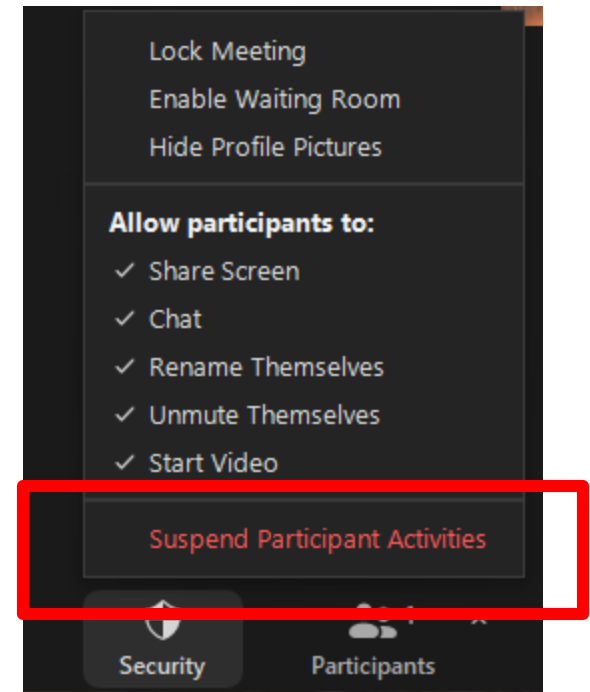 Lock Meeting
Enable Waiting Room
Hide Profile Pictures
Allow participants to:
Share Screen
Chat
Rename Themselves
Unmute Themselves
Start Video
Suspend Participant Activities
Security
Participants